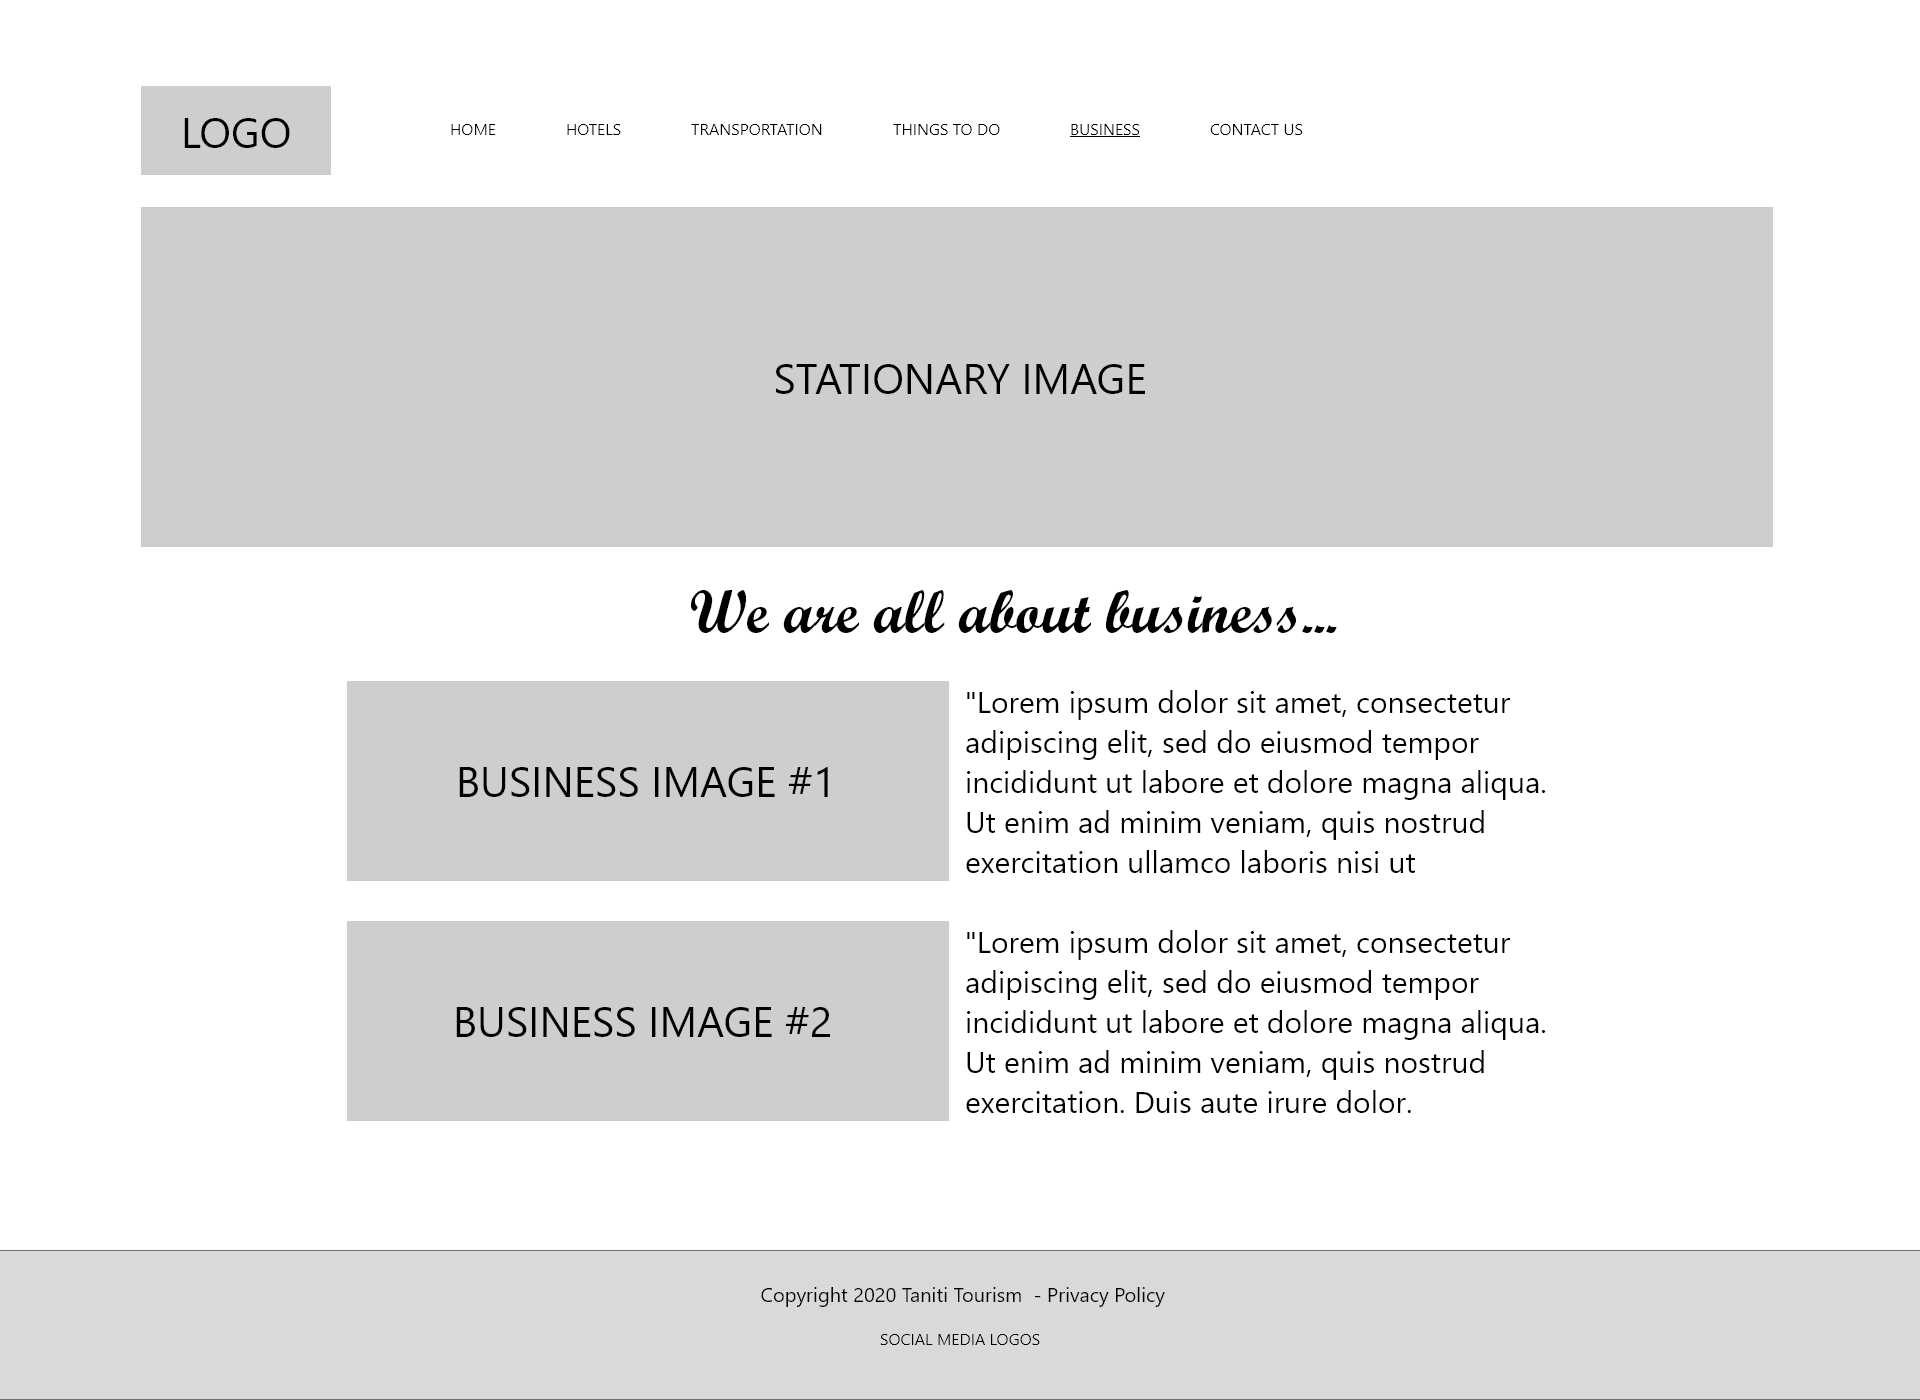 LOGO
HOME HOTELS TRANSPORTATION THINGS TO DO BUSINESS CONTACT US
STATIONARY IMAGE
We are all about business...
BUSINESS IMAGE #1
"Lorem ipsum dolor sit amet, consectetur
adipiscing elit, sed do eiusmod tempor
incididunt ut labore et dolore magna aliqua.
Ut enim ad minim veniam, quis nostrud
exercitation ullamco laboris nisi ut
BUSINESS IMAGE #2
"Lorem ipsum dolor sit amet, consectetur
adipiscing elit, sed do eiusmod tempor
incididunt ut labore et dolore magna aliqua.
Ut enim ad minim veniam, quis nostrud
exercitation. Duis aute irure dolor.
Copyright 2020 Taniti Tourism  - Privacy Policy
SOCIAL MEDIA LOGOS